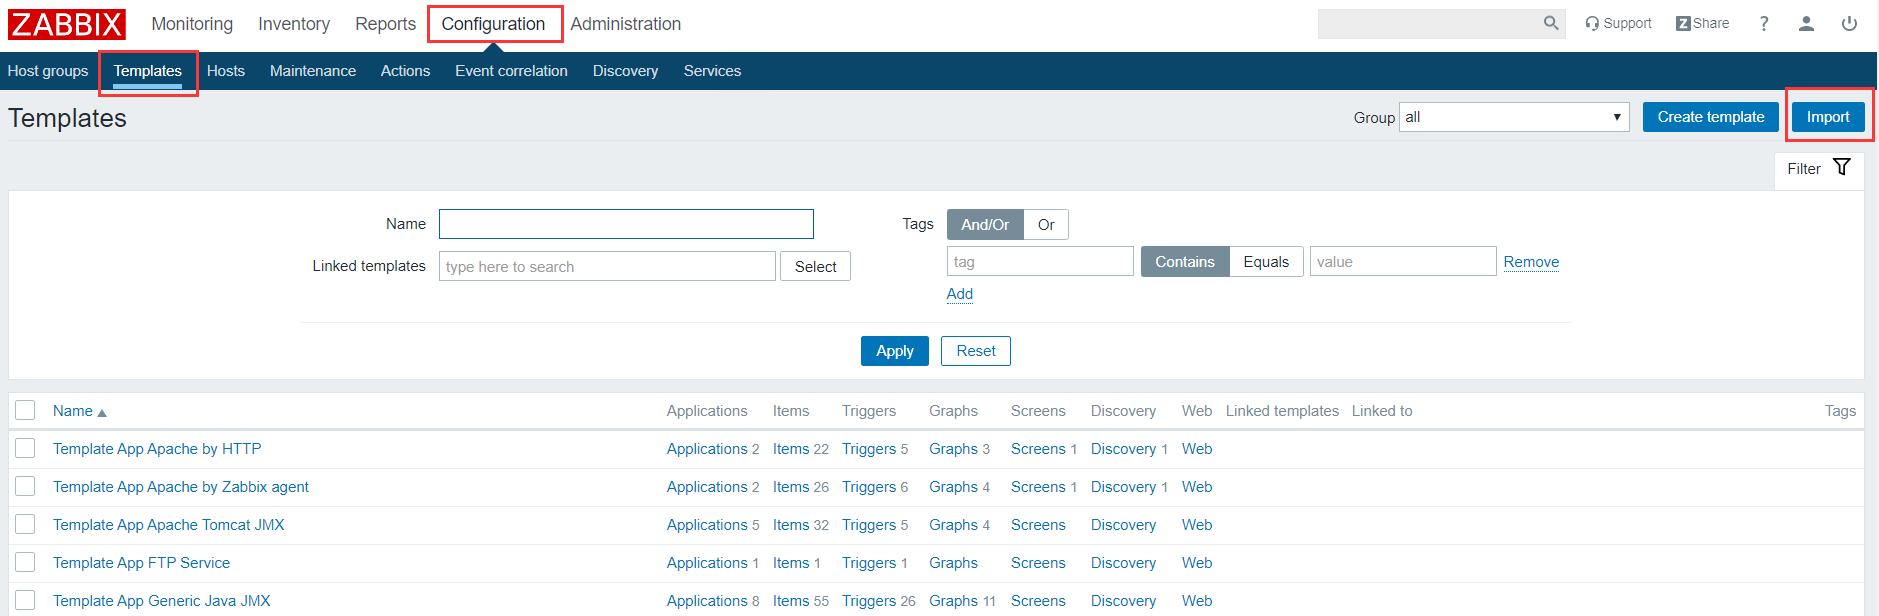 ZABBIX Monitoring Inventory Reports Configuration Administration Support Z Share ?
Host groups Templates Hosts Maintenance Actions Event correlation Discovery Services
Templates Group all Create template Import
Filter
Name Tags And/Or Or
Linked templates type here to search Select tag Contains Equals value Remove
Add
Apply Reset
Name Applications Items Triggers Graphs Screens Discovery Web Linked templates Linked to Tags
Template App Apache by HTTP Applications 2 Items 22 Triggers 5 Graphs 3 Screens 1 Discovery 1 Web
Template App Apache by Zabbix agent Applications 2 Items 26 Triggers 6 Graphs 4 Screens 1 Discovery 1 Web
Template App Apache Tomcat JMX Applications 5 Items 32 Triggers 5 Graphs 4 Screens Discovery Web
Template App FTP Service Applications 1 Items 1 Triggers 1 Graphs Screens Discovery Web
Template App Generic Java JMX Applications 8 Items 55 Triggers 26 Graphs 11 Screens Discovery Web